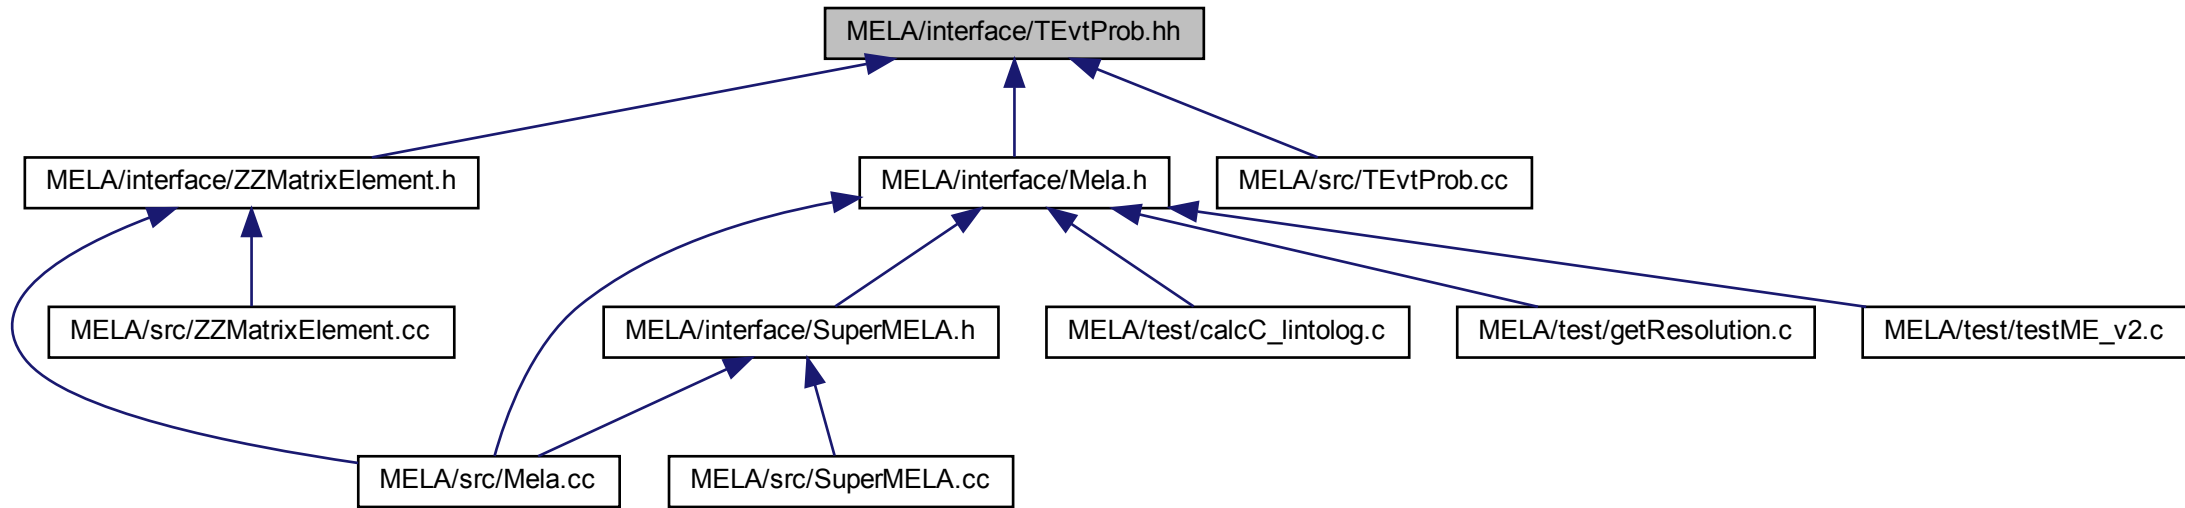 MELA/interface/TEvtProb.hh
MELA/interface/ZZMatrixElement.h
MELA/interface/Mela.h
MELA/src/TEvtProb.cc
MELA/src/ZZMatrixElement.cc
MELA/interface/SuperMELA.h
MELA/test/calcC_lintolog.c
MELA/test/getResolution.c
MELA/test/testME_v2.c
MELA/src/Mela.cc
MELA/src/SuperMELA.cc